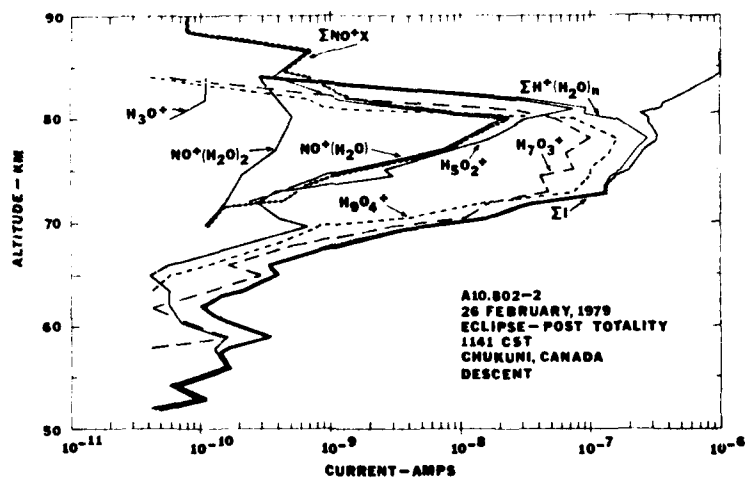 ΣNO⁺X
ΣH⁺(H₂O)ₙ
H₃O⁺
NO⁺(H₂O)₂
NO⁺(H₂O)
H₅O₂⁺
H₇O₃⁺
H₉O₄⁺
ΣI
ALTITUDE—KM
90
80
70
60
50
A10.802-2
26 FEBRUARY, 1979
ECLIPSE—POST TOTALITY
1141 CST
CHUKUNI, CANADA
DESCENT
10⁻¹¹ 10⁻¹⁰ 10⁻⁹ 10⁻⁸ 10⁻⁷ 10⁻⁶
CURRENT—AMPS